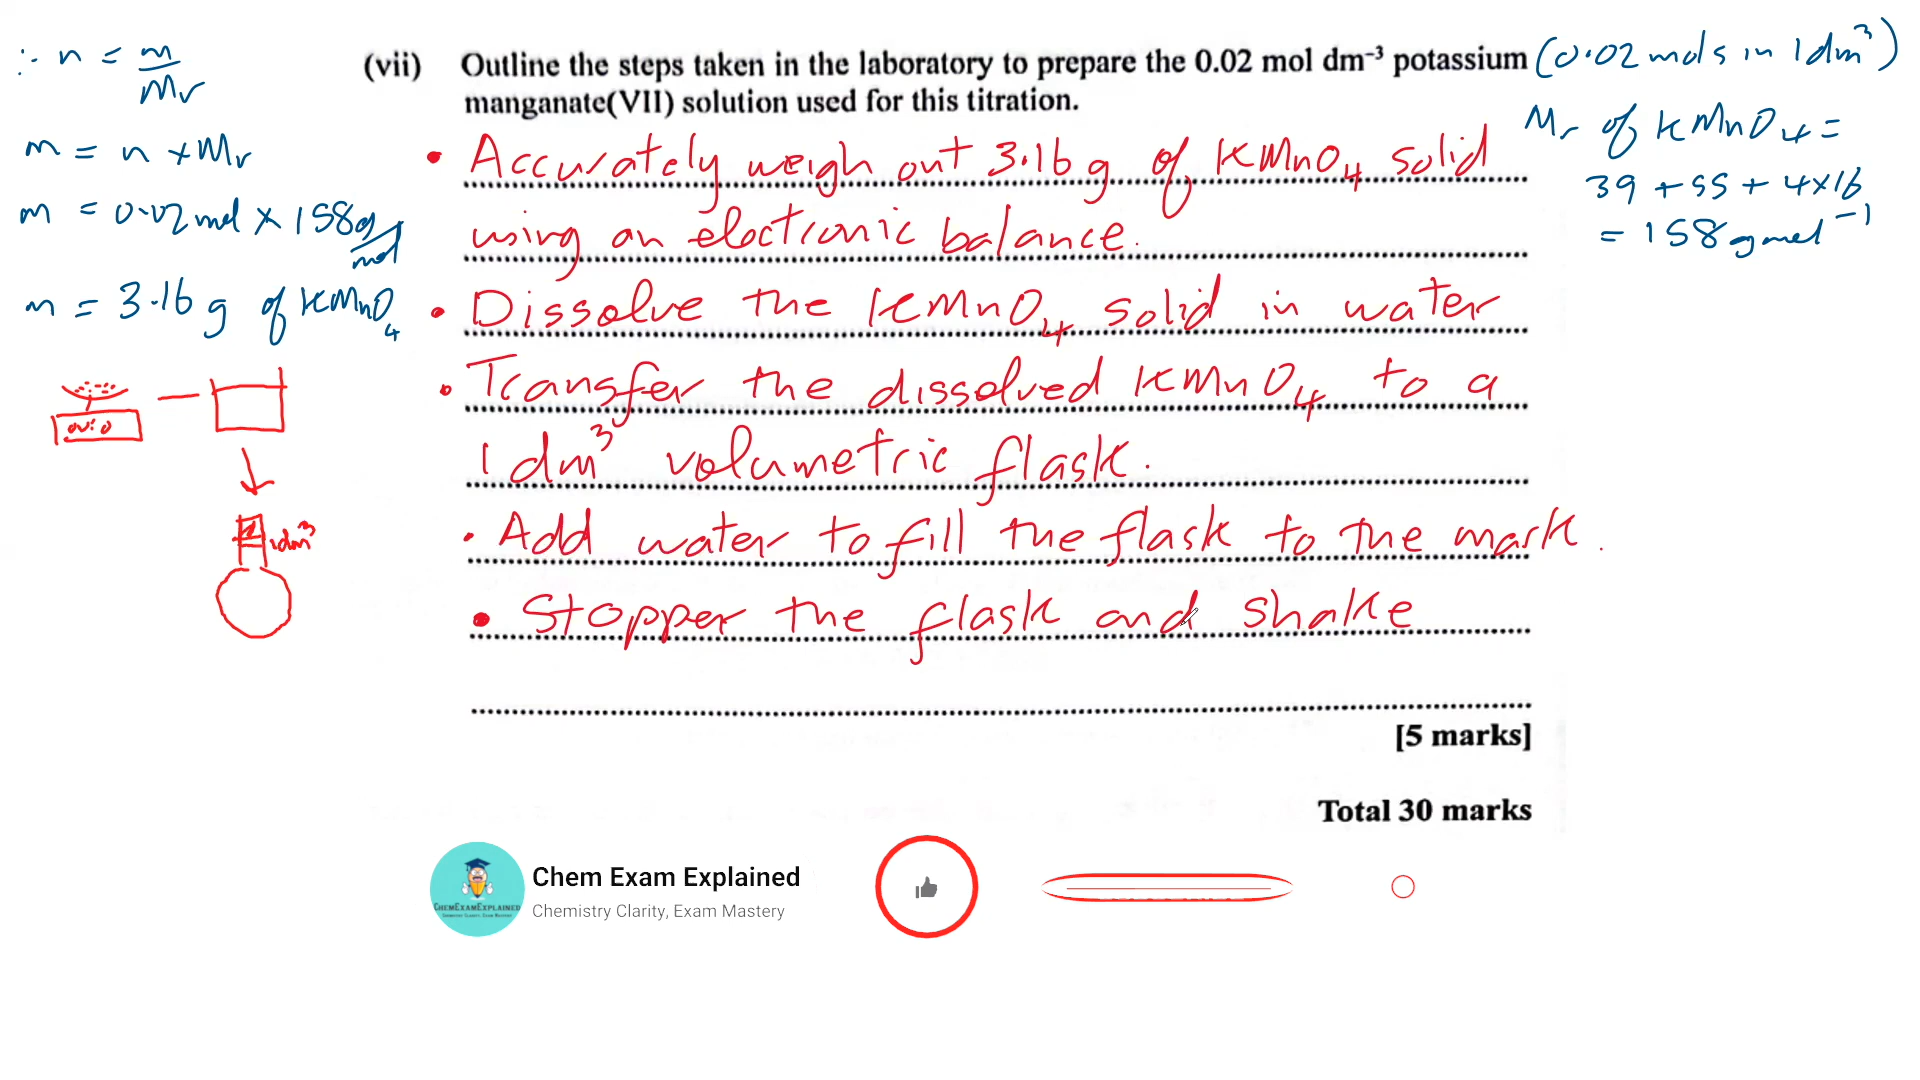 ∴ n = m/Mr
m = n × Mr
m = 0.02 mol × 158 g/mol
m = 3.16 g of KMnO₄
(vii) Outline the steps taken in the laboratory to prepare the 0.02 mol dm⁻³ potassium
manganate(VII) solution used for this titration.
(0.02 mols in 1 dm³)
Mr of KMnO₄ =
39 + 55 + 4×16
= 158 g mol⁻¹
• Accurately weigh out 3.16 g of KMnO₄ solid
using an electronic balance.
• Dissolve the KMnO₄ solid in water
• Transfer the dissolved KMnO₄ to a
1 dm³ volumetric flask.
• Add water to fill the flask to the mark.
• Stopper the flask and shake
1dm³
[5 marks]
Total 30 marks
Chem Exam Explained
Chemistry Clarity, Exam Mastery
CHEMEXAMEXPLAINED